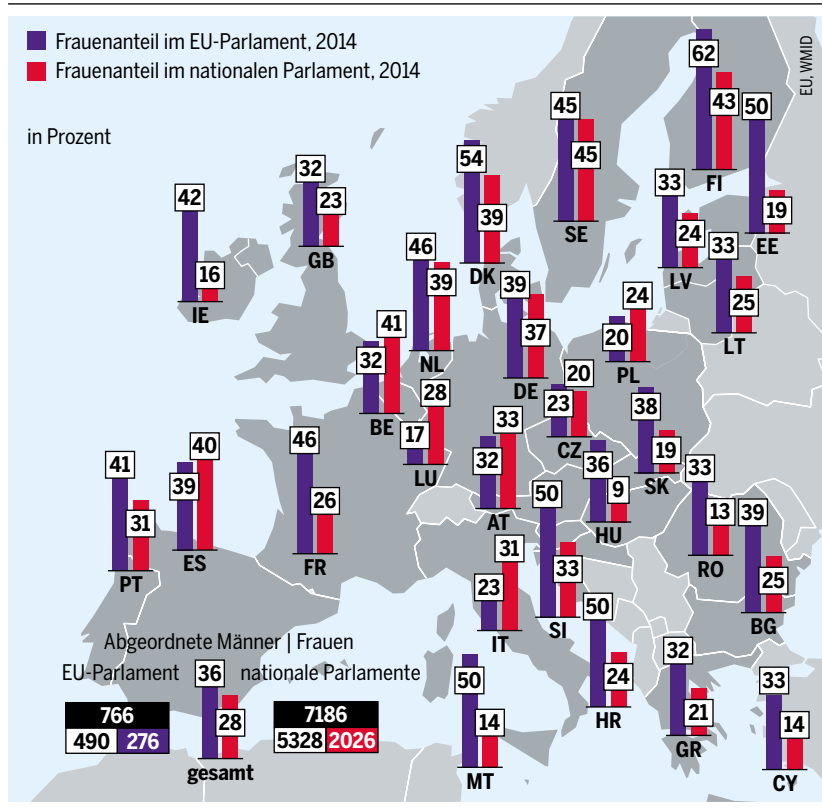 Frauenanteil im EU-Parlament, 2014
Frauenanteil im nationalen Parlament, 2014
in Prozent
EU, WMID
62
43
FI
50
19
EE
45
45
SE
54
39
DK
32
23
GB
42
16
IE
33
24
LV
33
25
LT
46
39
NL
39
37
DE
20
24
PL
32
41
BE
17
28
LU
23
20
CZ
38
19
SK
32
33
AT
36
9
HU
41
31
PT
39
40
ES
46
26
FR
33
13
RO
39
25
BG
23
31
IT
50
33
SI
50
24
HR
32
21
GR
33
14
CY
50
14
MT
Abgeordnete Männer | Frauen
EU-Parlament
nationale Parlamente
36
28
gesamt
766
490 276
7186
5328 2026